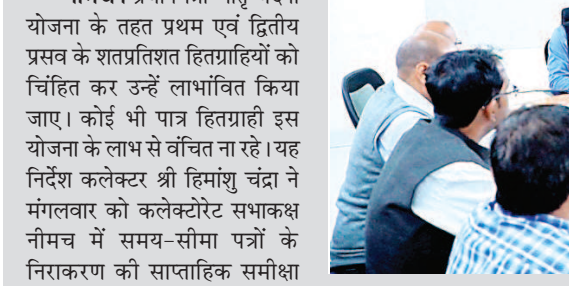 योजना के तहत प्रथम एवं द्वितीय
प्रसव के शतप्रतिशत हितग्राहियों को
चिंहित कर उन्हें लाभांवित किया
जाए। कोई भी पात्र हितग्राही इस
योजना के लाभ से वंचित ना रहे।यह
निर्देश कलेक्टर श्री हिमांशु चंद्रा ने
मंगलवार को कलेक्टोरेट सभाकक्ष
नीमच में समय-सीमा पत्रों के
निराकरण की साप्ताहिक समीक्षा